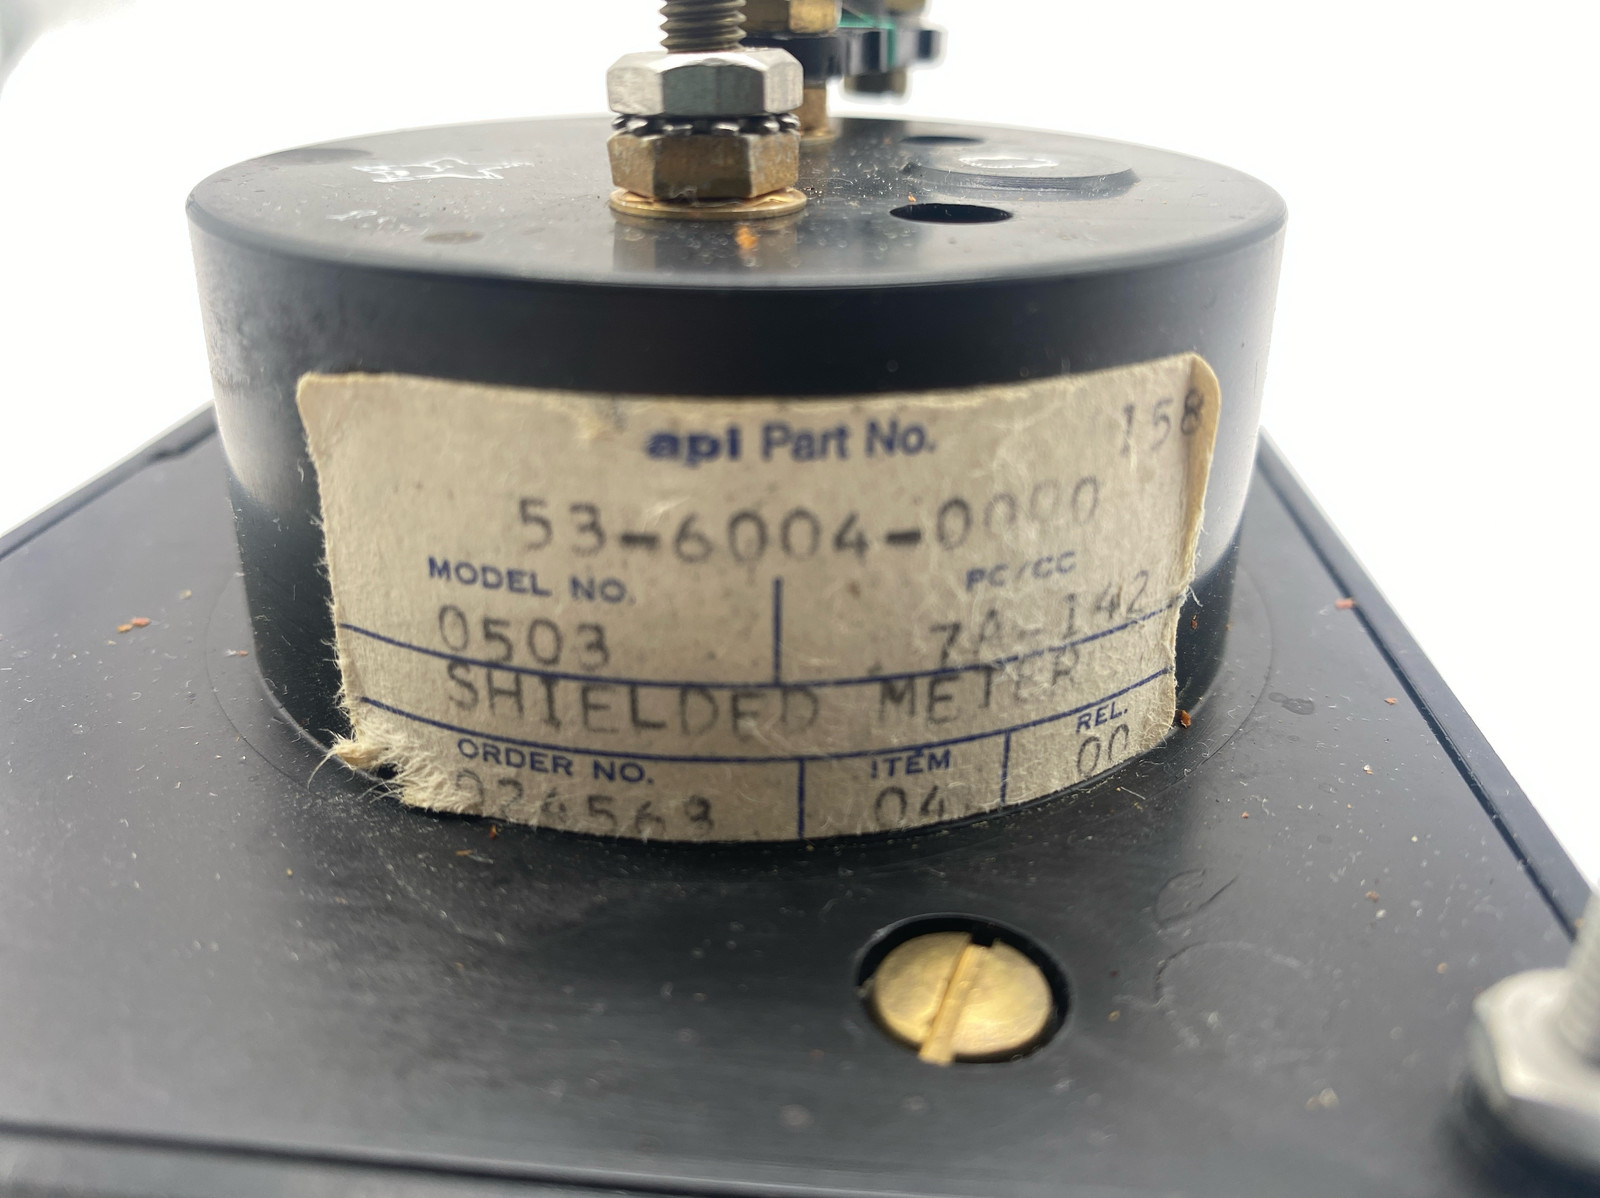 api Part No. 158
53-6004-0000
MODEL NO. PC/CC
0503 7A-142
SHIELDED METER
ORDER NO. ITEM REL.
04 00